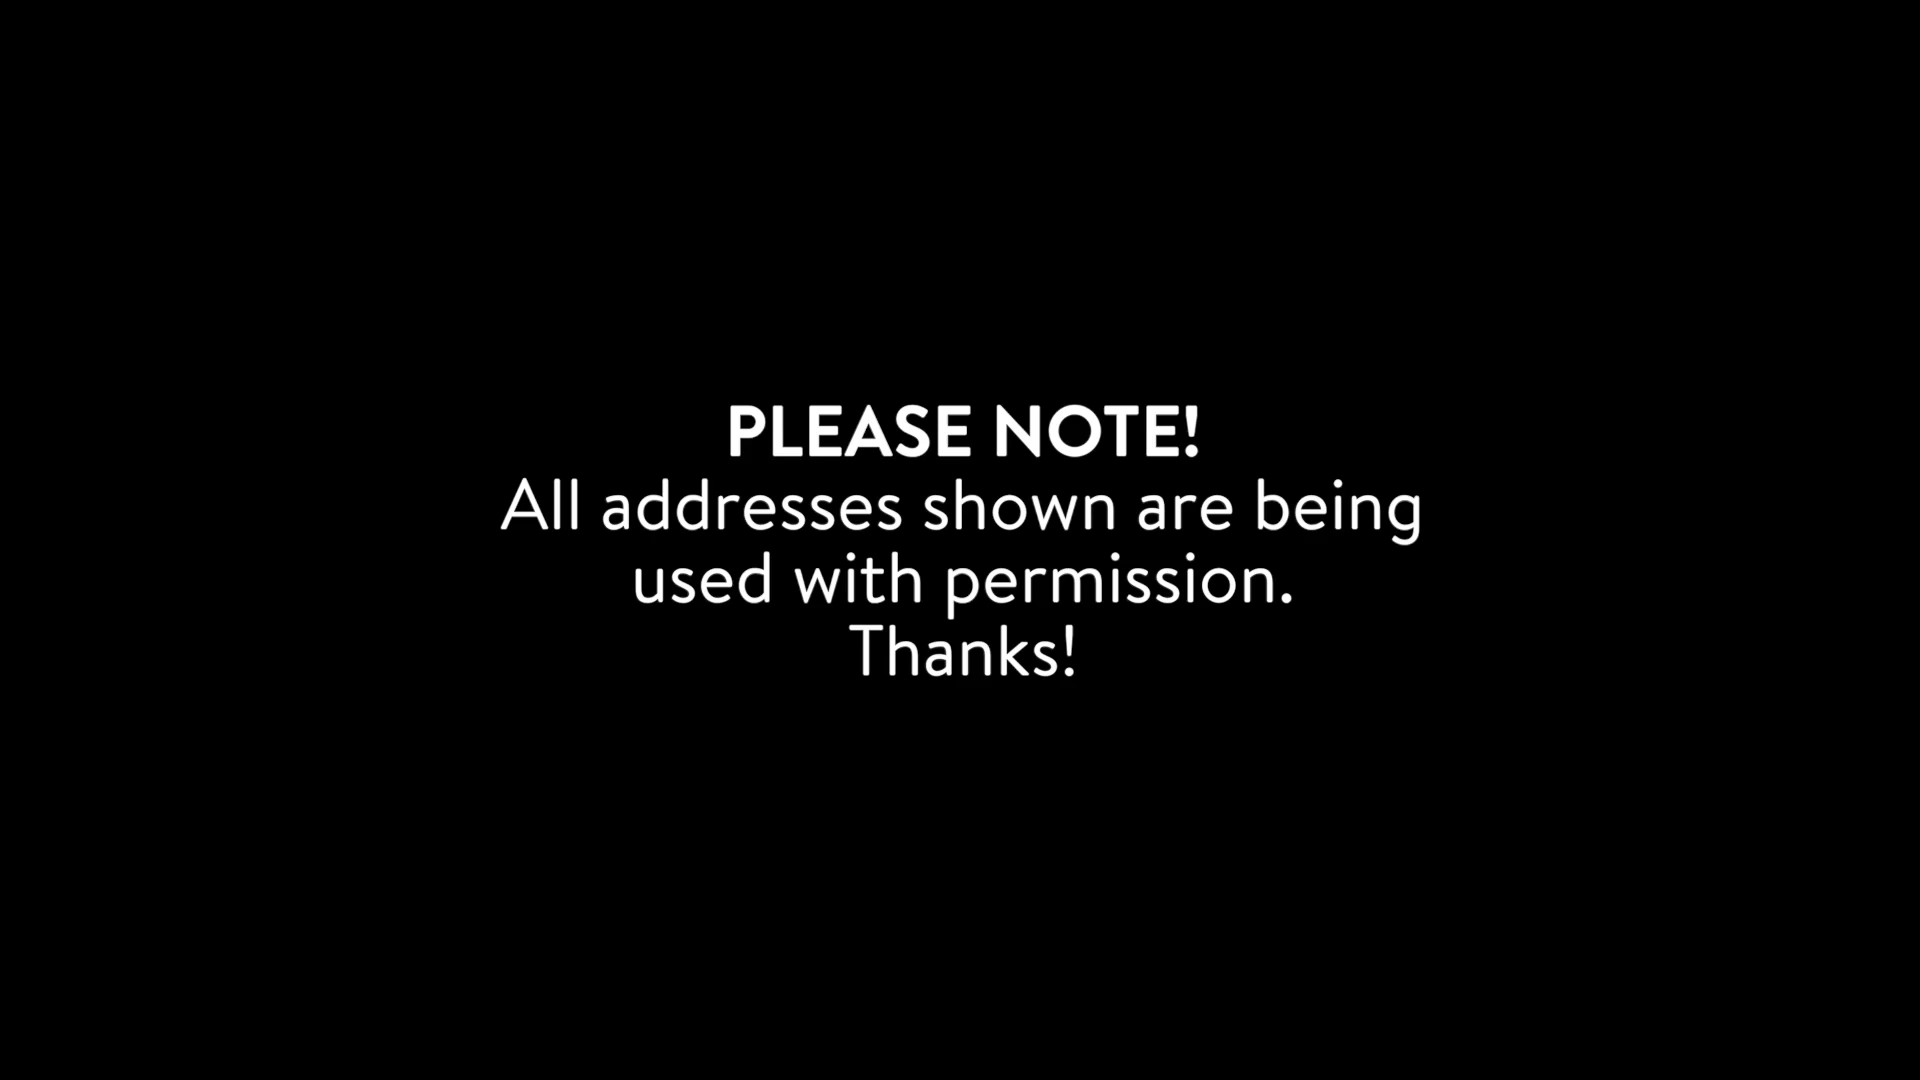 PLEASE NOTE!
All addresses shown are being
used with permission.
Thanks!